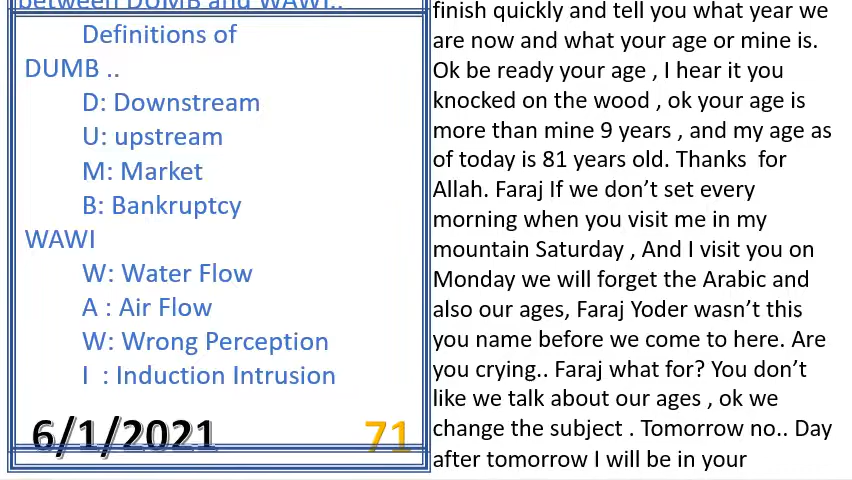 between DUMB and WAWI..
Definitions of
DUMB ..
D: Downstream
U: upstream
M: Market
B: Bankruptcy
WAWI
W: Water Flow
A : Air Flow
W: Wrong Perception
I : Induction Intrusion
6/1/2021
71
finish quickly and tell you what year we
are now and what your age or mine is.
Ok be ready your age , I hear it you
knocked on the wood , ok your age is
more than mine 9 years , and my age as
of today is 81 years old. Thanks for
Allah. Faraj If we don’t set every
morning when you visit me in my
mountain Saturday , And I visit you on
Monday we will forget the Arabic and
also our ages, Faraj Yoder wasn’t this
you name before we come to here. Are
you crying.. Faraj what for? You don’t
like we talk about our ages , ok we
change the subject . Tomorrow no.. Day
after tomorrow I will be in your